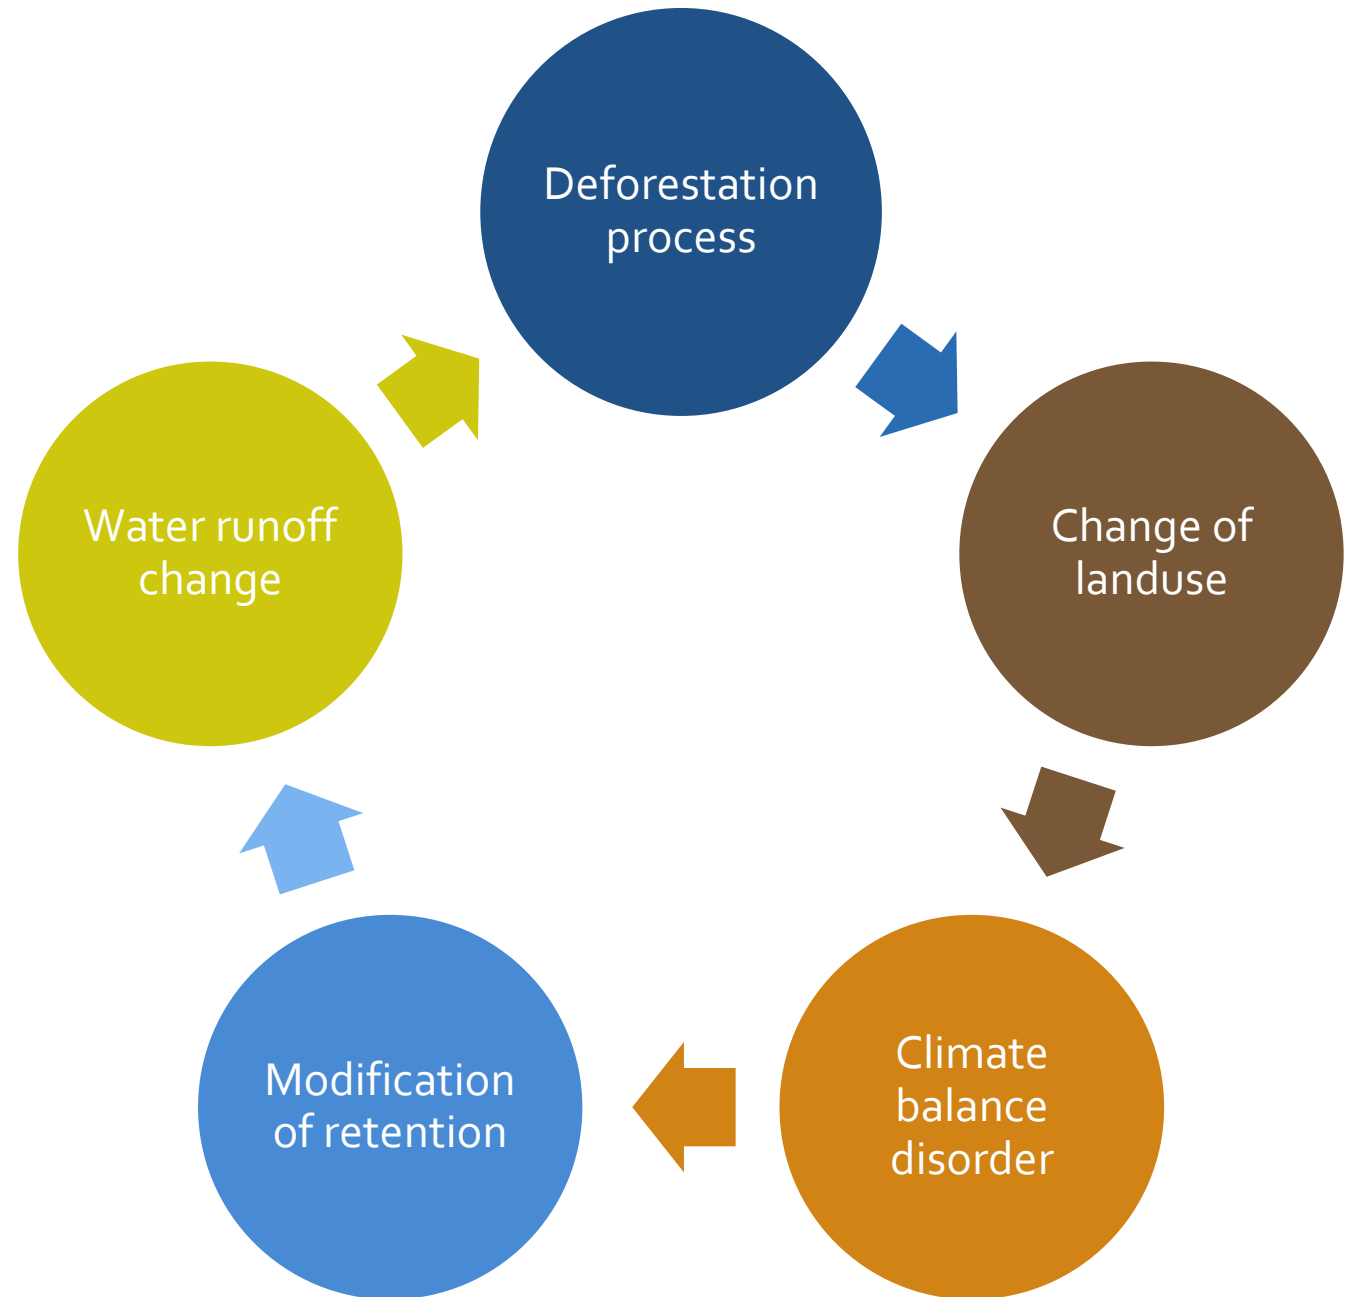 Deforestation
process
Change of
landuse
Climate
balance
disorder
Modification
of retention
Water runoff
change